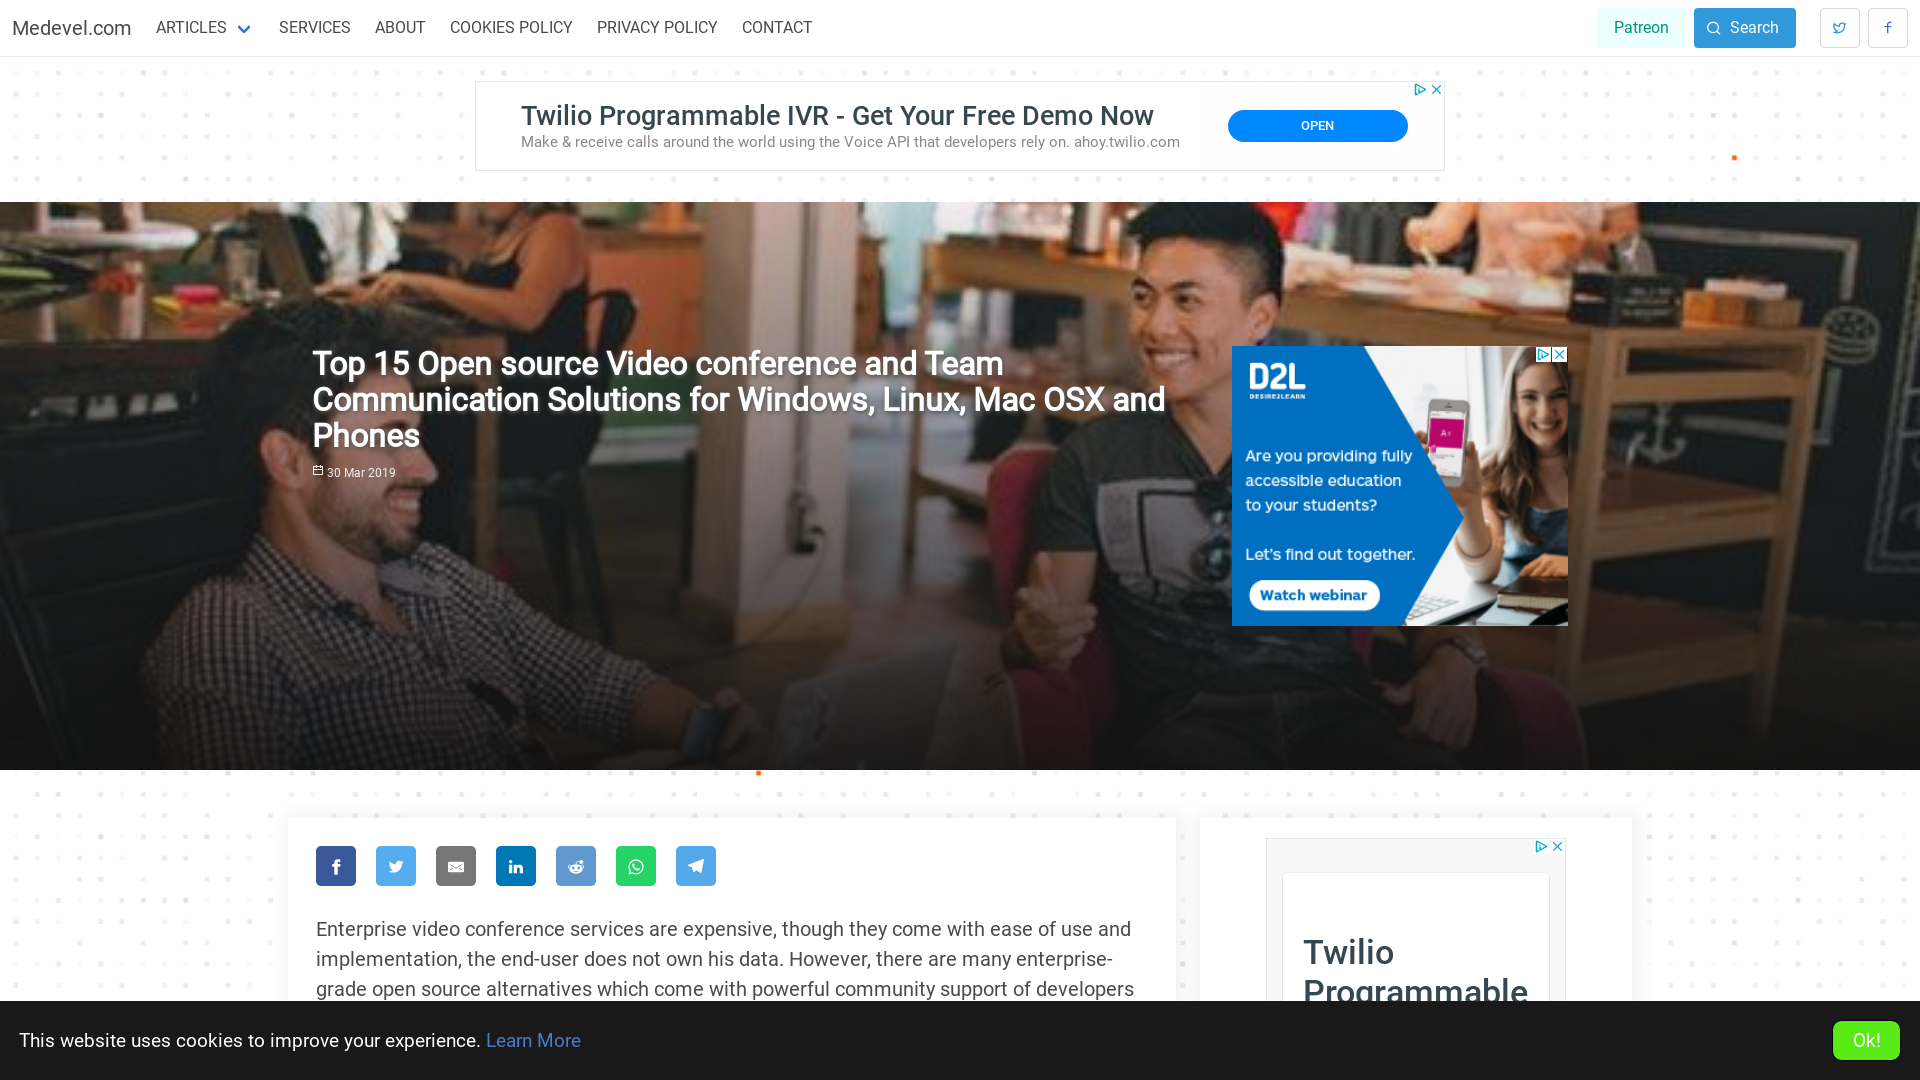 Medevel.com
ARTICLES
SERVICES
ABOUT
COOKIES POLICY
PRIVACY POLICY
CONTACT
Patreon
Search
Twilio Programmable IVR - Get Your Free Demo Now
Make & receive calls around the world using the Voice API that developers rely on. ahoy.twilio.com
OPEN
Top 15 Open source Video conference and Team
Communication Solutions for Windows, Linux, Mac OSX and
Phones
30 Mar 2019
D2L
DESIRE2LEARN
A+
Are you providing fully
accessible education
to your students?
Let's find out together.
Watch webinar
Enterprise video conference services are expensive, though they come with ease of use and
implementation, the end-user does not own his data. However, there are many enterprise-
grade open source alternatives which come with powerful community support of developers
Twilio
Programmable
This website uses cookies to improve your experience. Learn More
Ok!